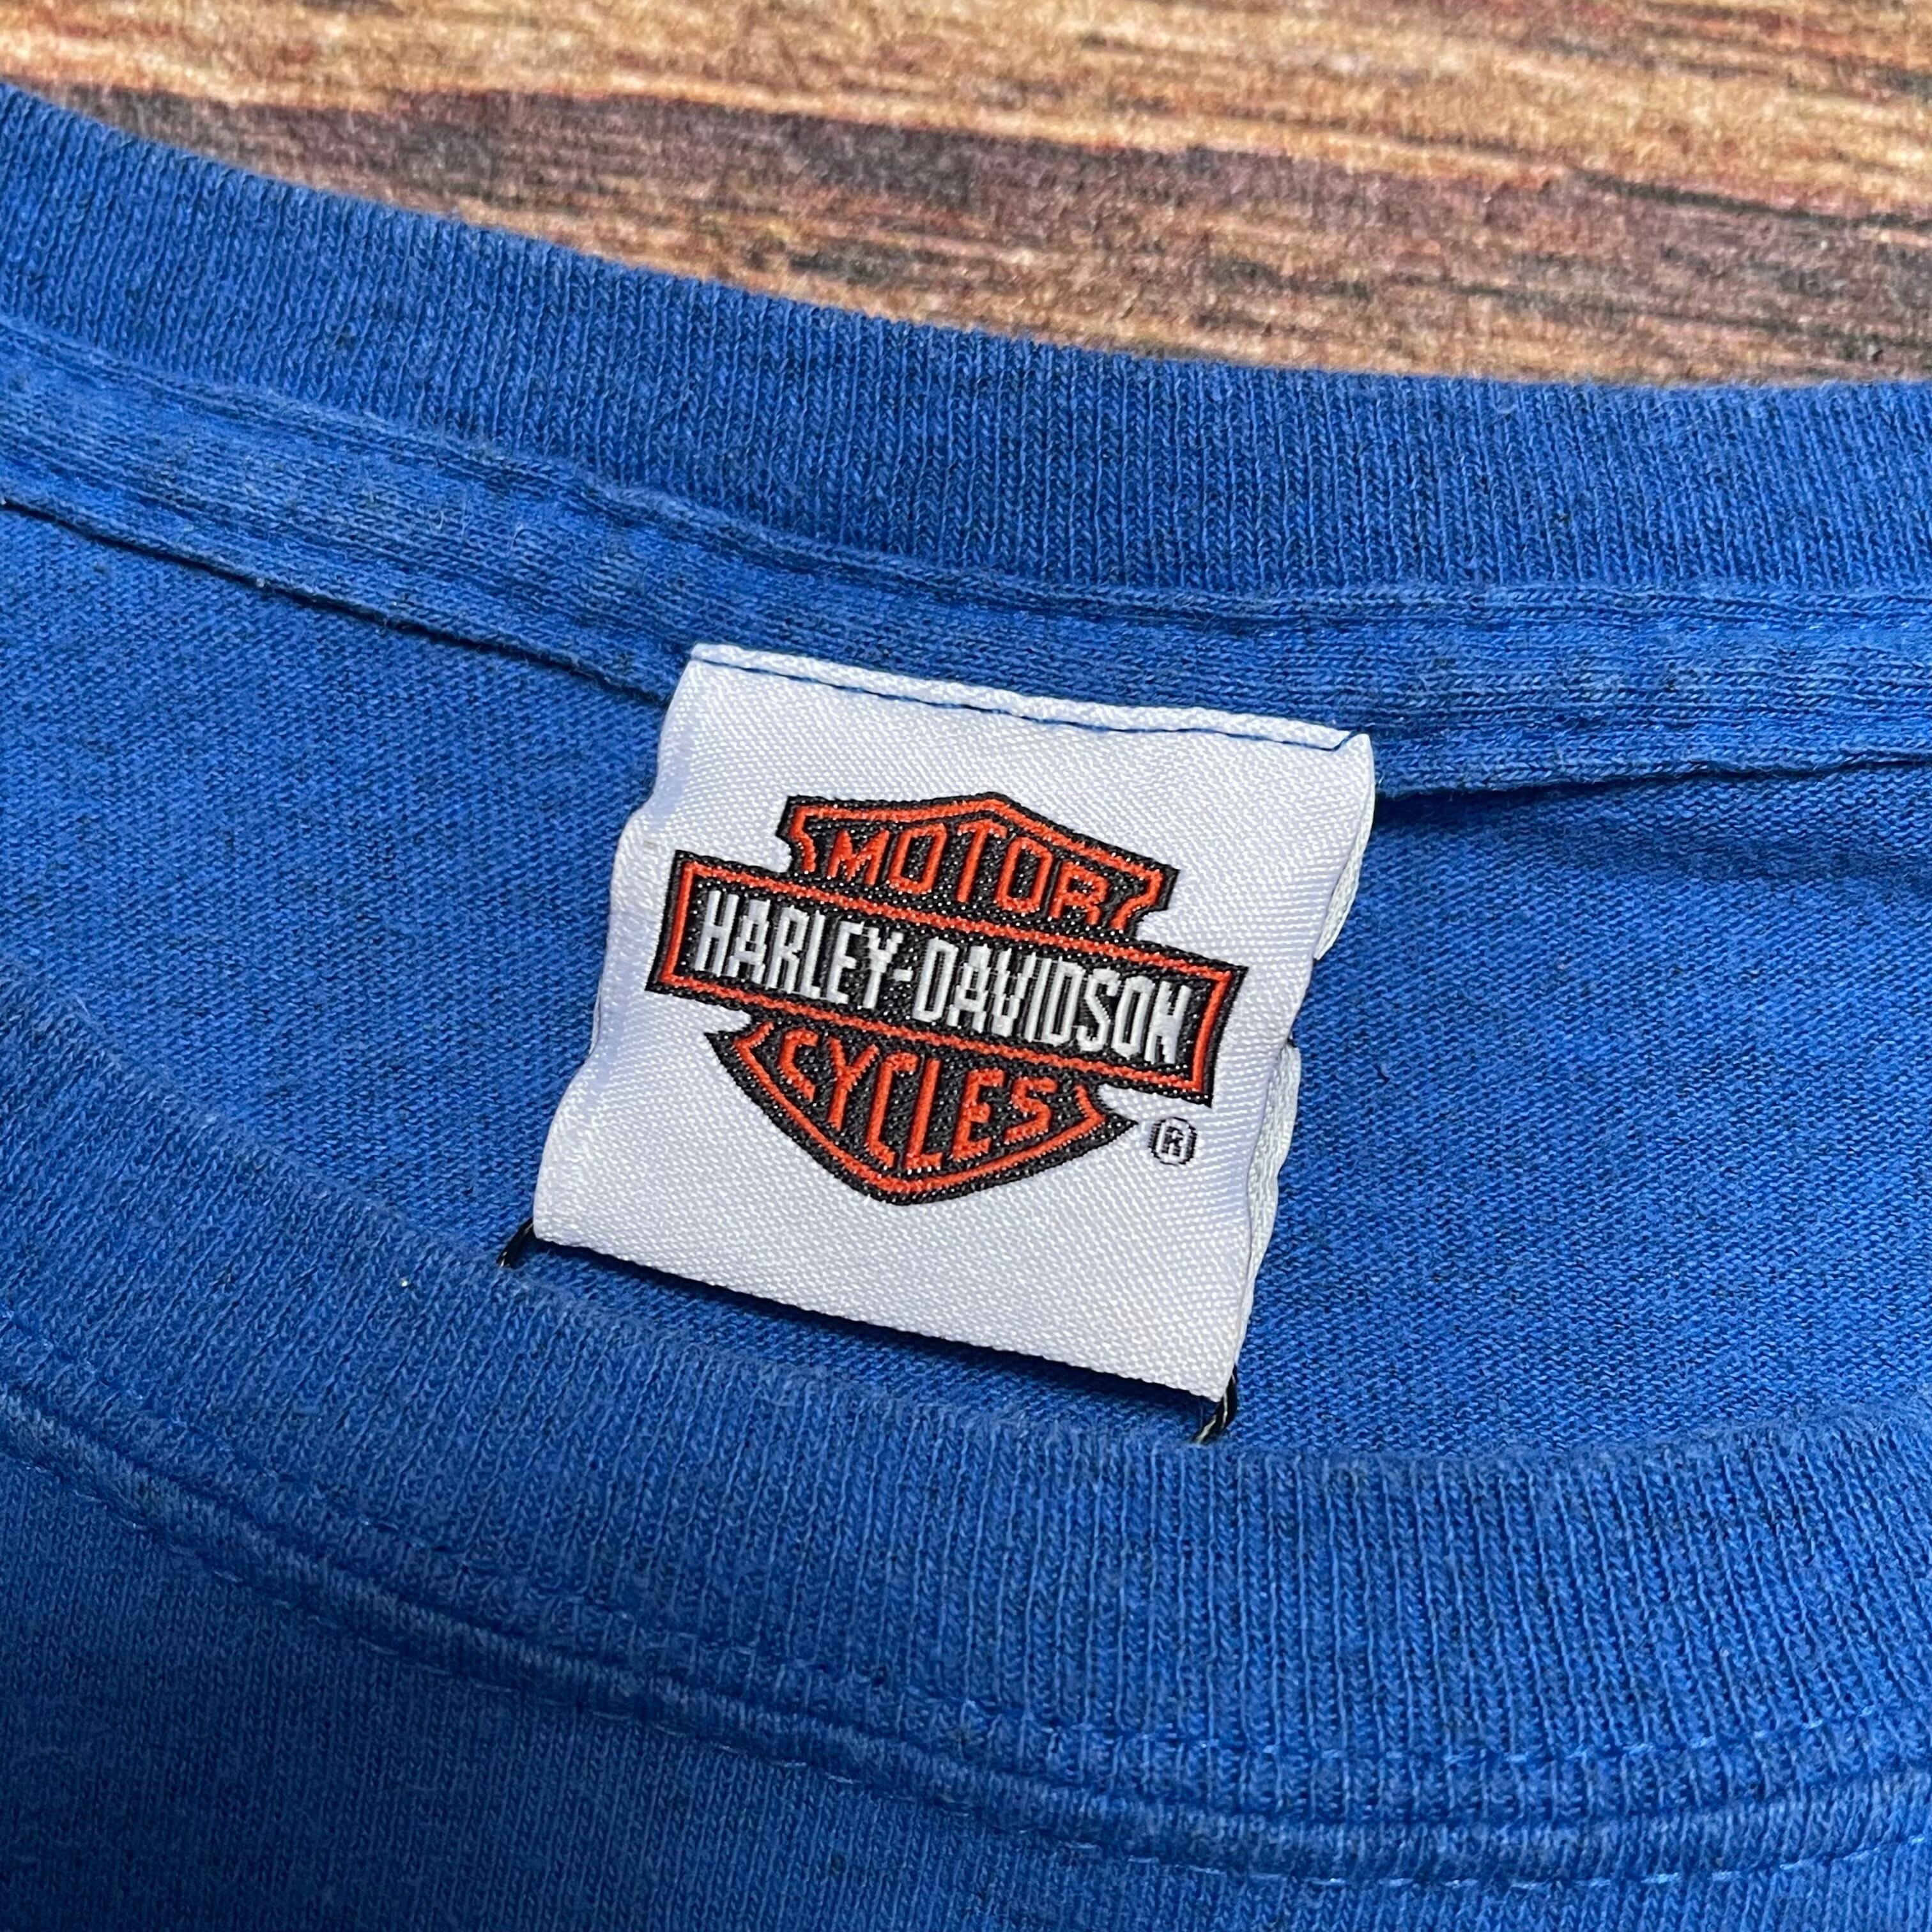 MOTOR
HARLEY-DAVIDSON
CYCLES
®